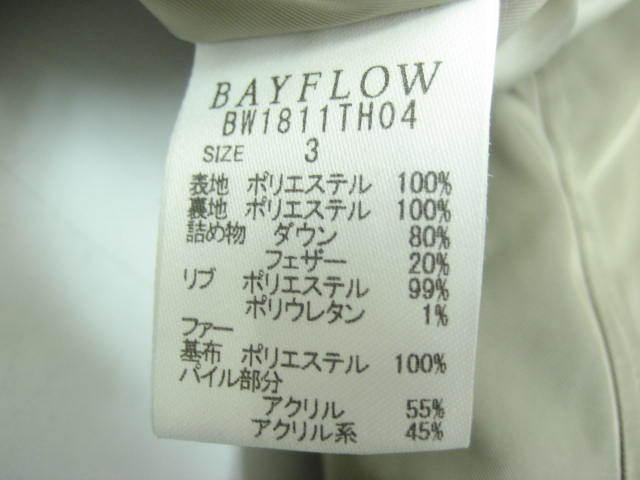 BAYFLOW
BW1811TH04
SIZE 3
表地 ポリエステル 100%
裏地 ポリエステル 100%
詰め物 ダウン 80%
フェザー 20%
リブ ポリエステル 99%
ポリウレタン 1%
ファー
基布 ポリエステル 100%
パイル部分
アクリル 55%
アクリル系 45%